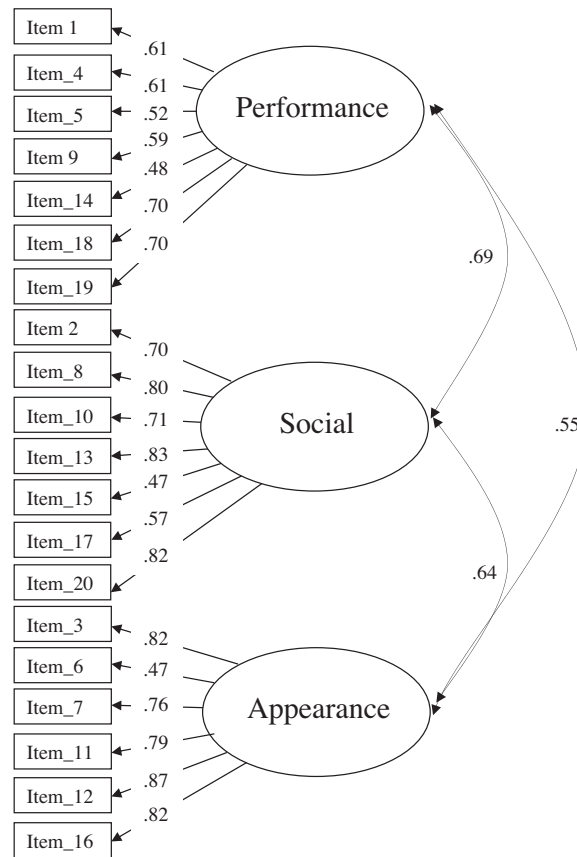 Item 1
.61
Item_4
.61
Item_5
.52
Performance
Item 9
.59
Item_14
.48
Item_18
.70
Item_19
.70
.69
Item 2
.70
Item_8
.80
Item_10
.71
Social
.55
Item_13
.83
Item_15
.47
Item_17
.57
Item_20
.82
.64
Item_3
.82
Item_6
.47
Item_7
.76
Appearance
Item_11
.79
Item_12
.87
Item_16
.82